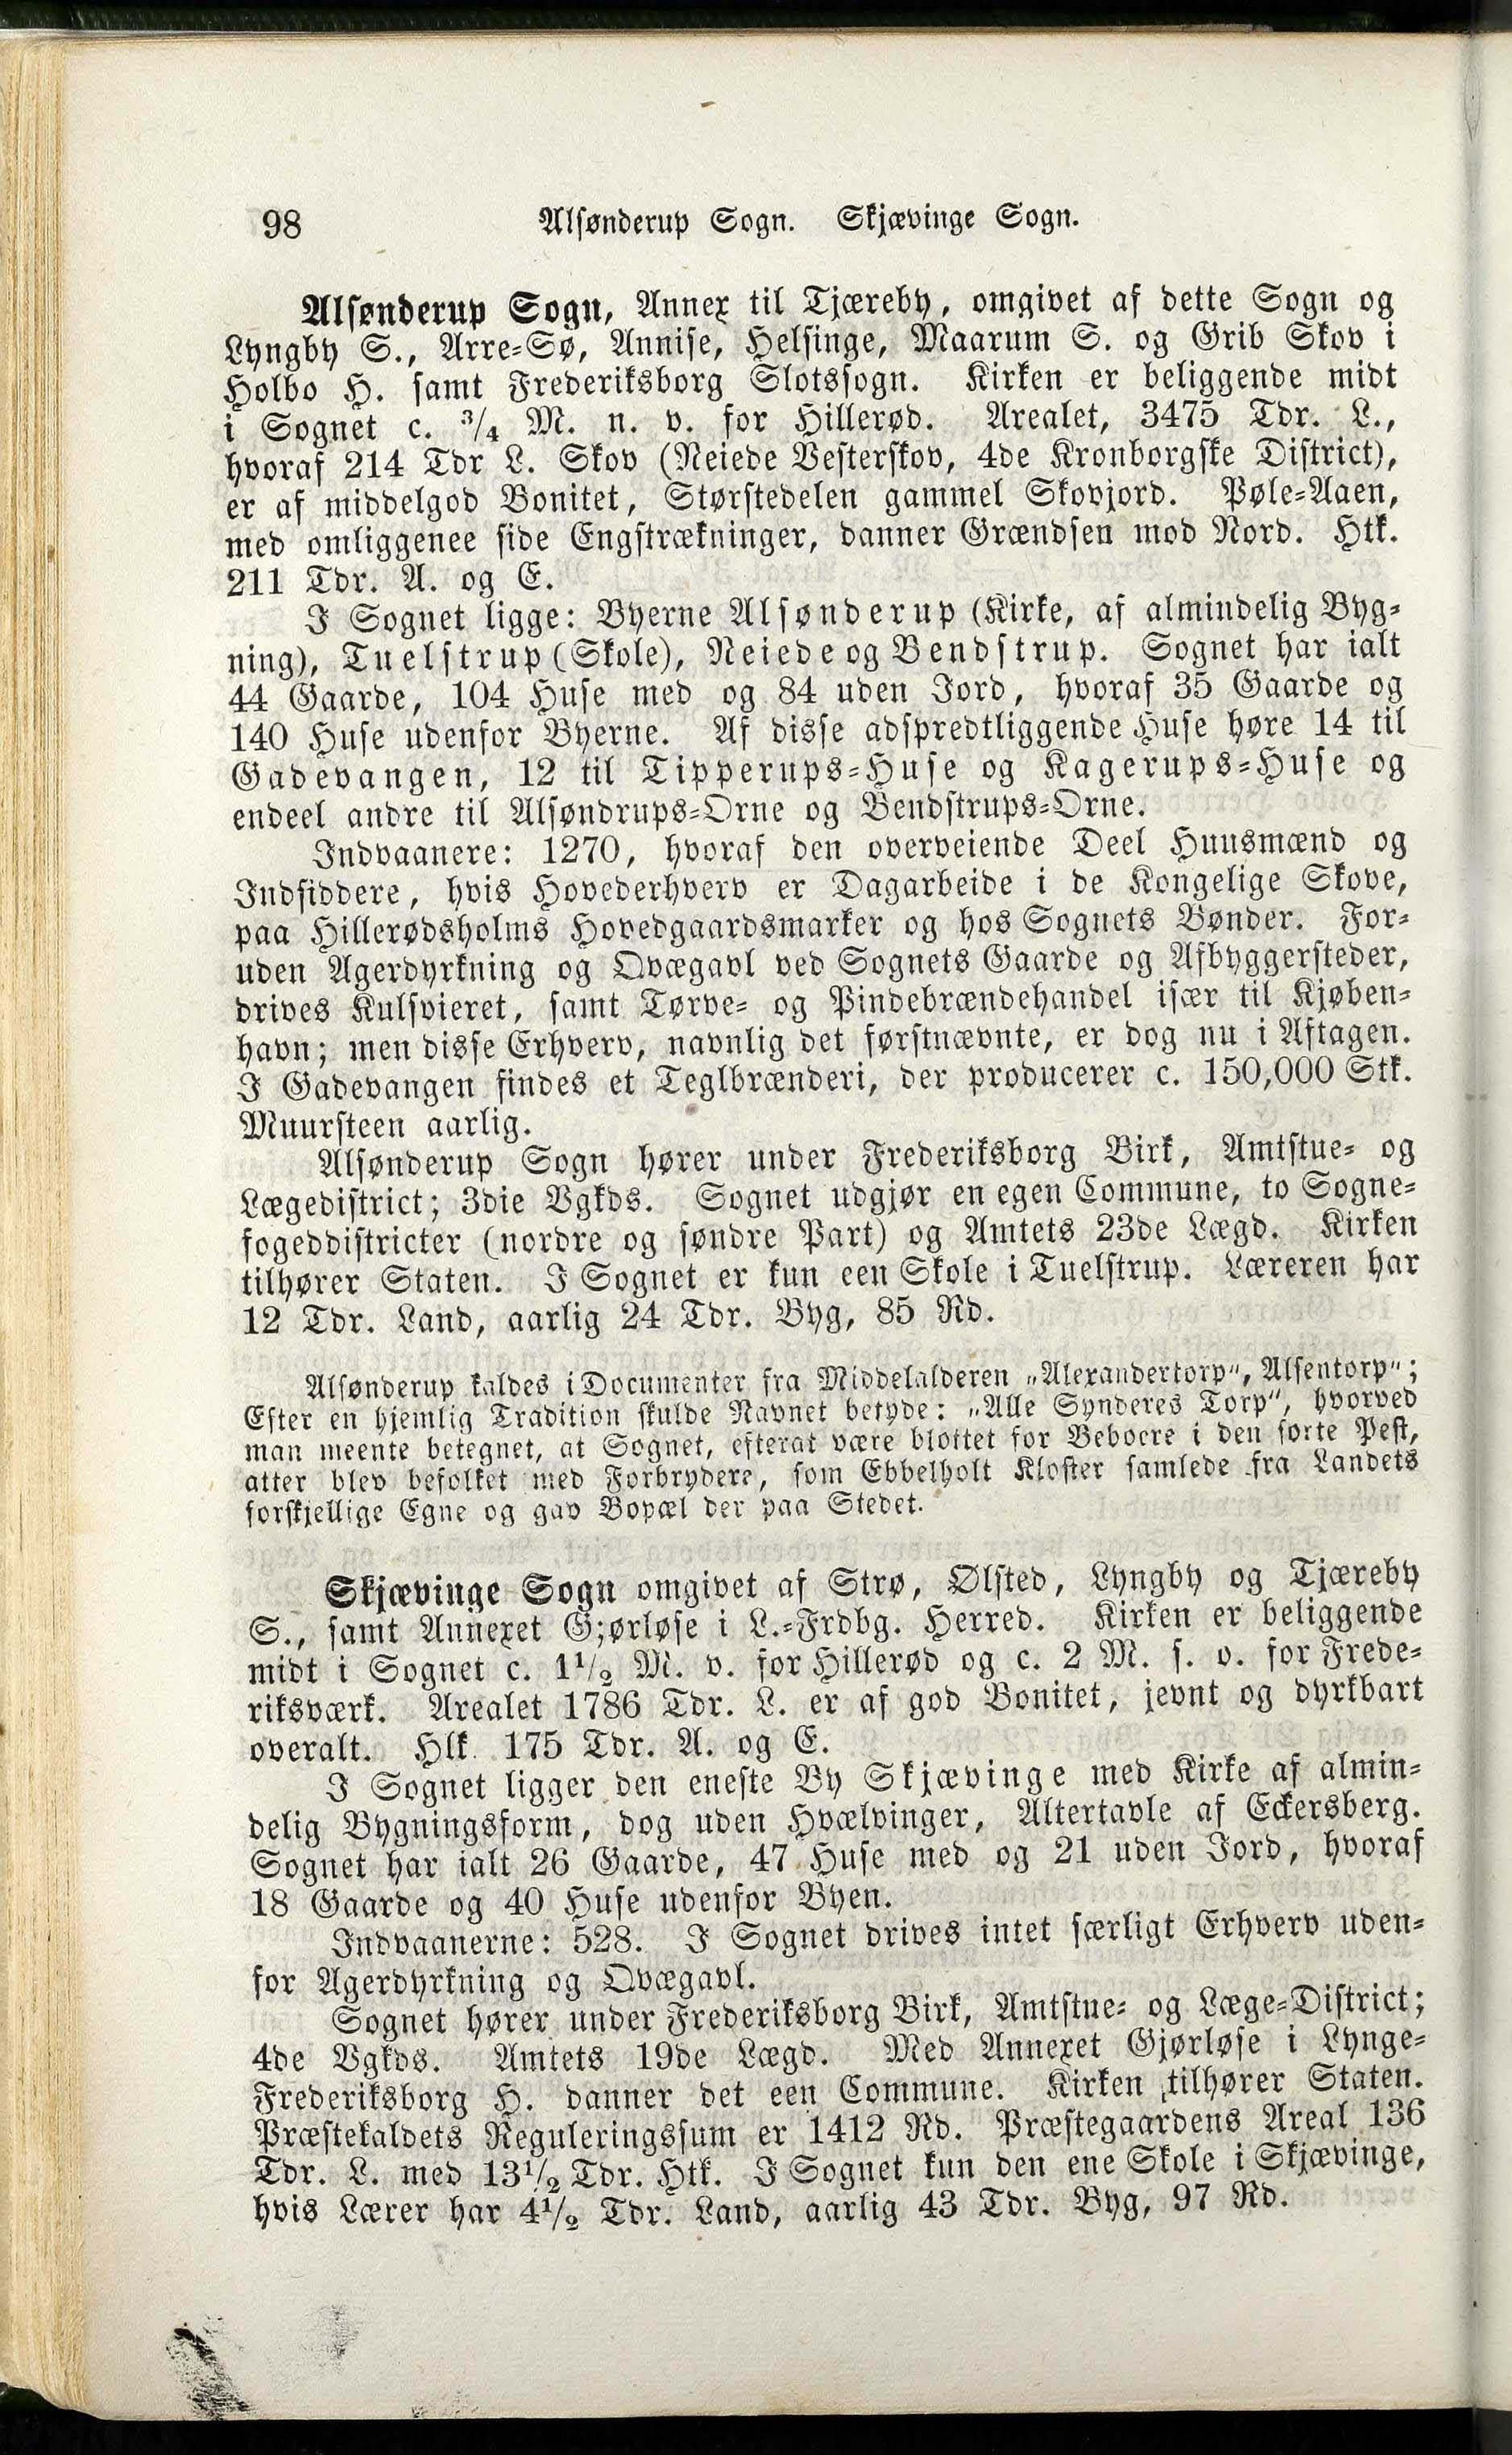 98 Alsønderup Sogn. Skjævinge Sogn.
Alsønderup Sogn, Annex til Tjæreby, omgivet af dette Sogn og
Lyngby S., Arre-Sø, Annise, Helsinge, Maarum S. og Grib Skov i
Holbo H. samt Frederiksborg Slotssogn. Kirken er beliggende midt
i Sognet c. 3/4 M. n. v. for Hillerød. Arealet, 3475 Tdr. L.,
hvoraf 214 Tdr L. Skov (Neiede Vesterskov, 4de Kronborgske District),
er af middelgod Bonitet, Størstedelen gammel Skovjord. Pøle-Aaen,
med omliggenee side Engstrækninger, danner Grændsen mod Nord. Htk.
211 Tdr. A. og E.
I Sognet ligge: Byerne Alsønderup (Kirke, af almindelig Byg-
ning), Tuelstrup (Skole), Neiede og Bendstrup. Sognet har ialt
44 Gaarde, 104 Huse med og 84 uden Jord, hvoraf 35 Gaarde og
140 Huse udenfor Byerne. Af disse adspredtliggende Huse høre 14 til
Gadevangen, 12 til Tipperups-Huse og Kagerups-Huse og
endeel andre til Alsøndrups-Orne og Bendstrups-Orne.
Indvaanere: 1270, hvoraf den overveiende Deel Huusmænd og
Indsiddere, hvis Hovederhverv er Dagarbeide i de Kongelige Skove,
paa Hillerødsholms Hovedgaardsmarker og hos Sognets Bønder. For-
uden Agerdyrkning og Qvægavl ved Sognets Gaarde og Afbyggersteder,
drives Kulsvieret, samt Tørve- og Pindebrændehandel især til Kjøben-
havn; men disse Erhverv, navnlig det førstnævnte, er dog nu i Aftagen.
I Gadevangen findes et Teglbrænderi, der producerer c. 150,000 Stk.
Muursteen aarlig.
Alsønderup Sogn hører under Frederiksborg Birk, Amtstue- og
Lægedistrict; 3die Vgkds. Sognet udgjør en egen Commune, to Sogne-
fogeddistricter (nordre og søndre Part) og Amtets 23de Lægd. Kirken
tilhører Staten. I Sognet er kun een Skole i Tuelstrup. Læreren har
12 Tdr. Land, aarlig 24 Tdr. Byg, 85 Rd.
Alsønderup kaldes i Documenter fra Middelalderen „Alexandertorp“, Alsentorp“;
Efter en hjemlig Tradition skulde Navnet betyde: „Alle Synderes Torp“, hvorved
man meente betegnet, at Sognet, efterat være blottet for Beboere i den sorte Pest,
atter blev befolket med Forbrydere, som Ebbelholt Kloster samlede fra Landets
forskjellige Egne og gav Bopæl der paa Stedet.
Skjævinge Sogn omgivet af Strø, Ølsted, Lyngby og Tjæreby
S., samt Annexet G;ørløse i L.-Frdbg. Herred. Kirken er beliggende
midt i Sognet c. 1 1/2 M. v. for Hillerød og c. 2 M. s. o. for Frede-
riksværk. Arealet 1786 Tdr. L. er af god Bonitet, jevnt og dyrkbart
overalt. Hlk 175 Tdr. A. og E.
I Sognet ligger den eneste By Skjævinge med Kirke af almin-
delig Bygningsform, dog uden Hvælvinger, Altertavle af Eckersberg.
Sognet har ialt 26 Gaarde, 47 Huse med og 21 uden Jord, hvoraf
18 Gaarde og 40 Huse udenfor Byen.
Indvaanerne: 528. I Sognet drives intet særligt Erhverv uden-
for Agerdyrkning og Qvægavl.
Sognet hører under Frederiksborg Birk, Amtstue- og Læge-District;
4de Vgkds. Amtets 19de Lægd. Med Annexet Gjørløse i Lynge-
Frederiksborg H. danner det een Commune. Kirken tilhører Staten.
Præstekaldets Reguleringssum er 1412 Rd. Præstegaardens Areal 136
Tdr. L. med 13 1/2 Tdr. Htk. I Sognet kun den ene Skole i Skjævinge,
hvis Lærer har 4 1/2 Tdr. Land, aarlig 43 Tdr. Byg, 97 Rd.